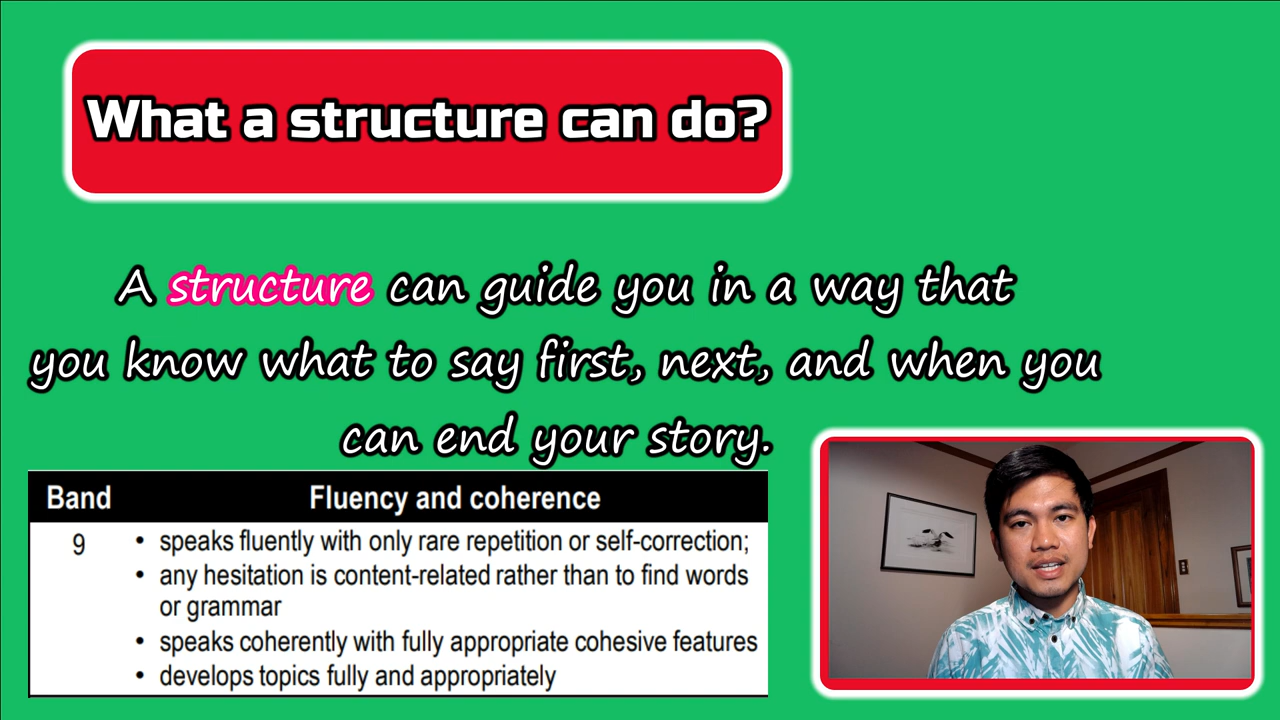 What a structure can do?
A structure can guide you in a way that
you know what to say first, next, and when you
can end your story.
Band Fluency and coherence
9 • speaks fluently with only rare repetition or self-correction;
• any hesitation is content-related rather than to find words
or grammar
• speaks coherently with fully appropriate cohesive features
• develops topics fully and appropriately